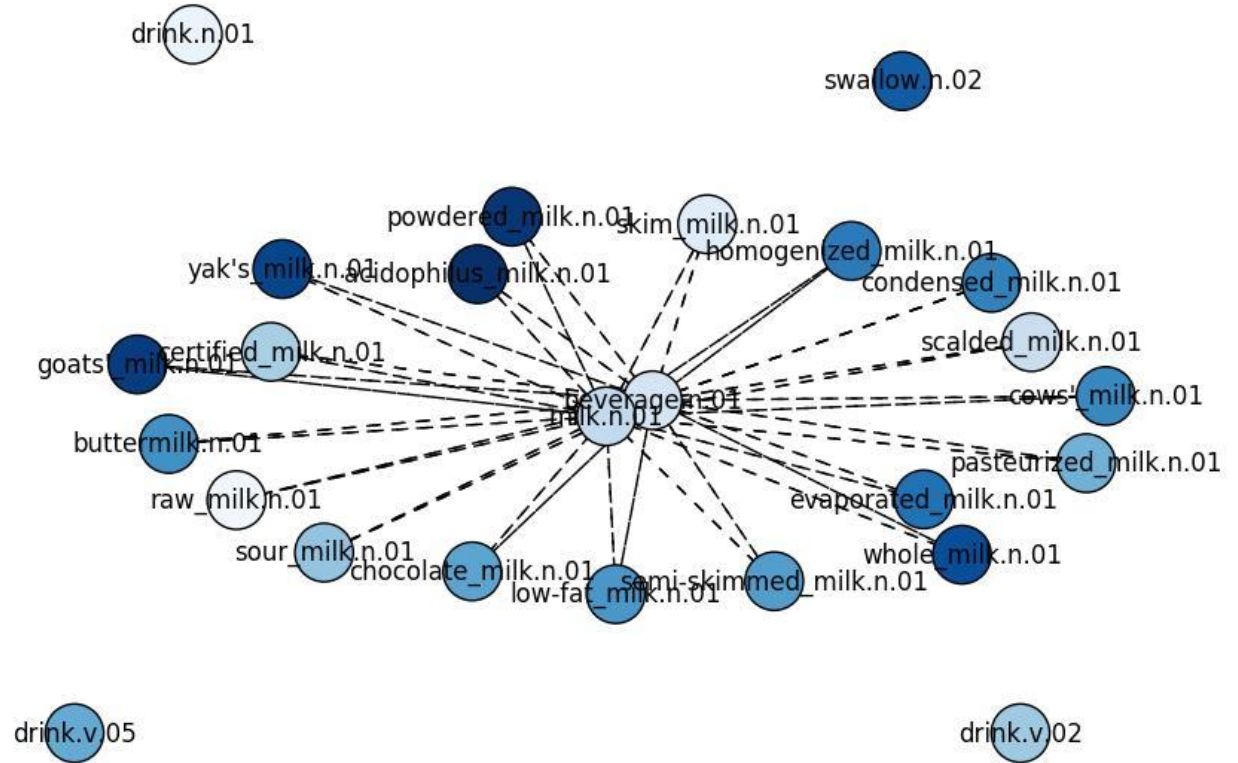 drink.n.01
swallow.n.02
powdered_milk.n.01
skim_milk.n.01
homogenized_milk.n.01
yak's_milk.n.01
acidophilus_milk.n.01
condensed_milk.n.01
scalded_milk.n.01
certified_milk.n.01
goats'_milk.n.01
cows'_milk.n.01
beverage.n.01
milk.n.01
buttermilk.n.01
pasteurized_milk.n.01
raw_milk.n.01
evaporated_milk.n.01
sour_milk.n.01
whole_milk.n.01
chocolate_milk.n.01
semi-skimmed_milk.n.01
low-fat_milk.n.01
drink.v.05
drink.v.02